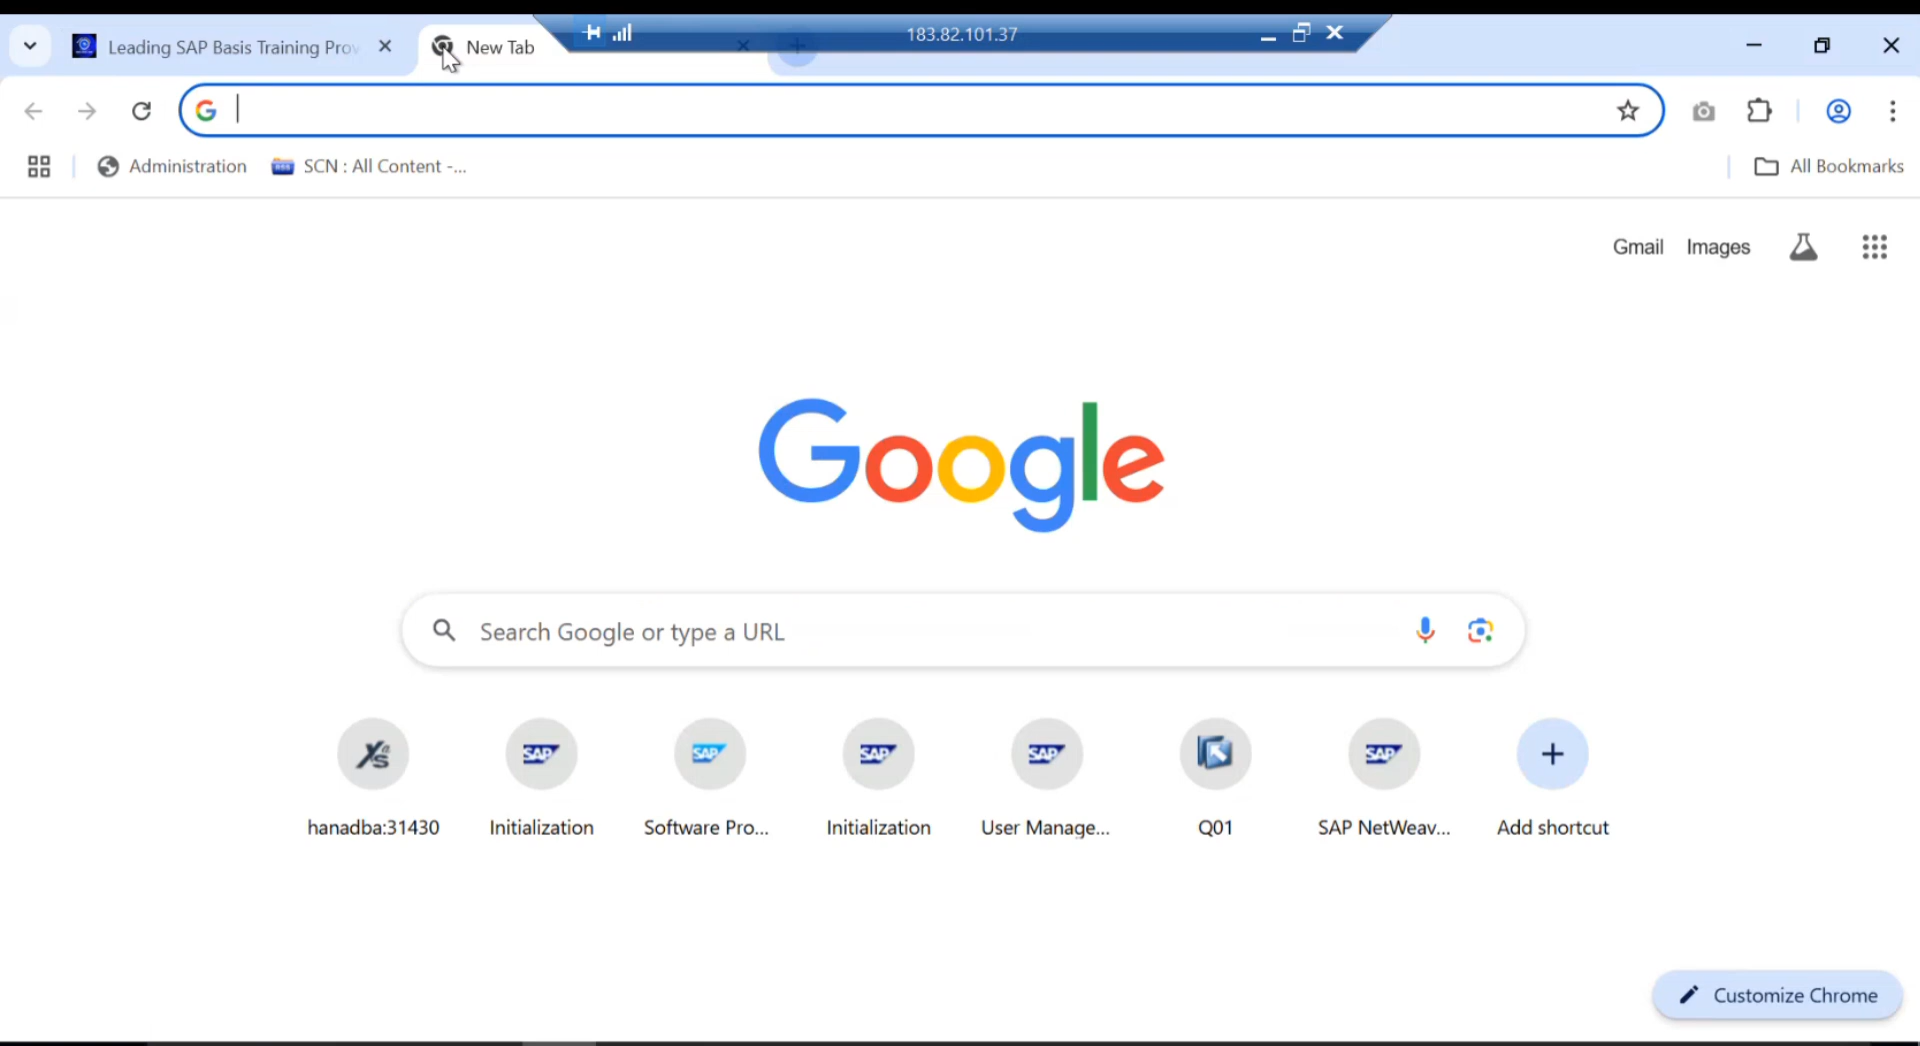 183.82.101.37
Leading SAP Basis Training Prov
New Tab
Administration
SCN : All Content -...
All Bookmarks
Gmail
Images
Google
Search Google or type a URL
hanadba:31430
Initialization
Software Pro...
Initialization
User Manage...
Q01
SAP NetWeav...
Add shortcut
Customize Chrome